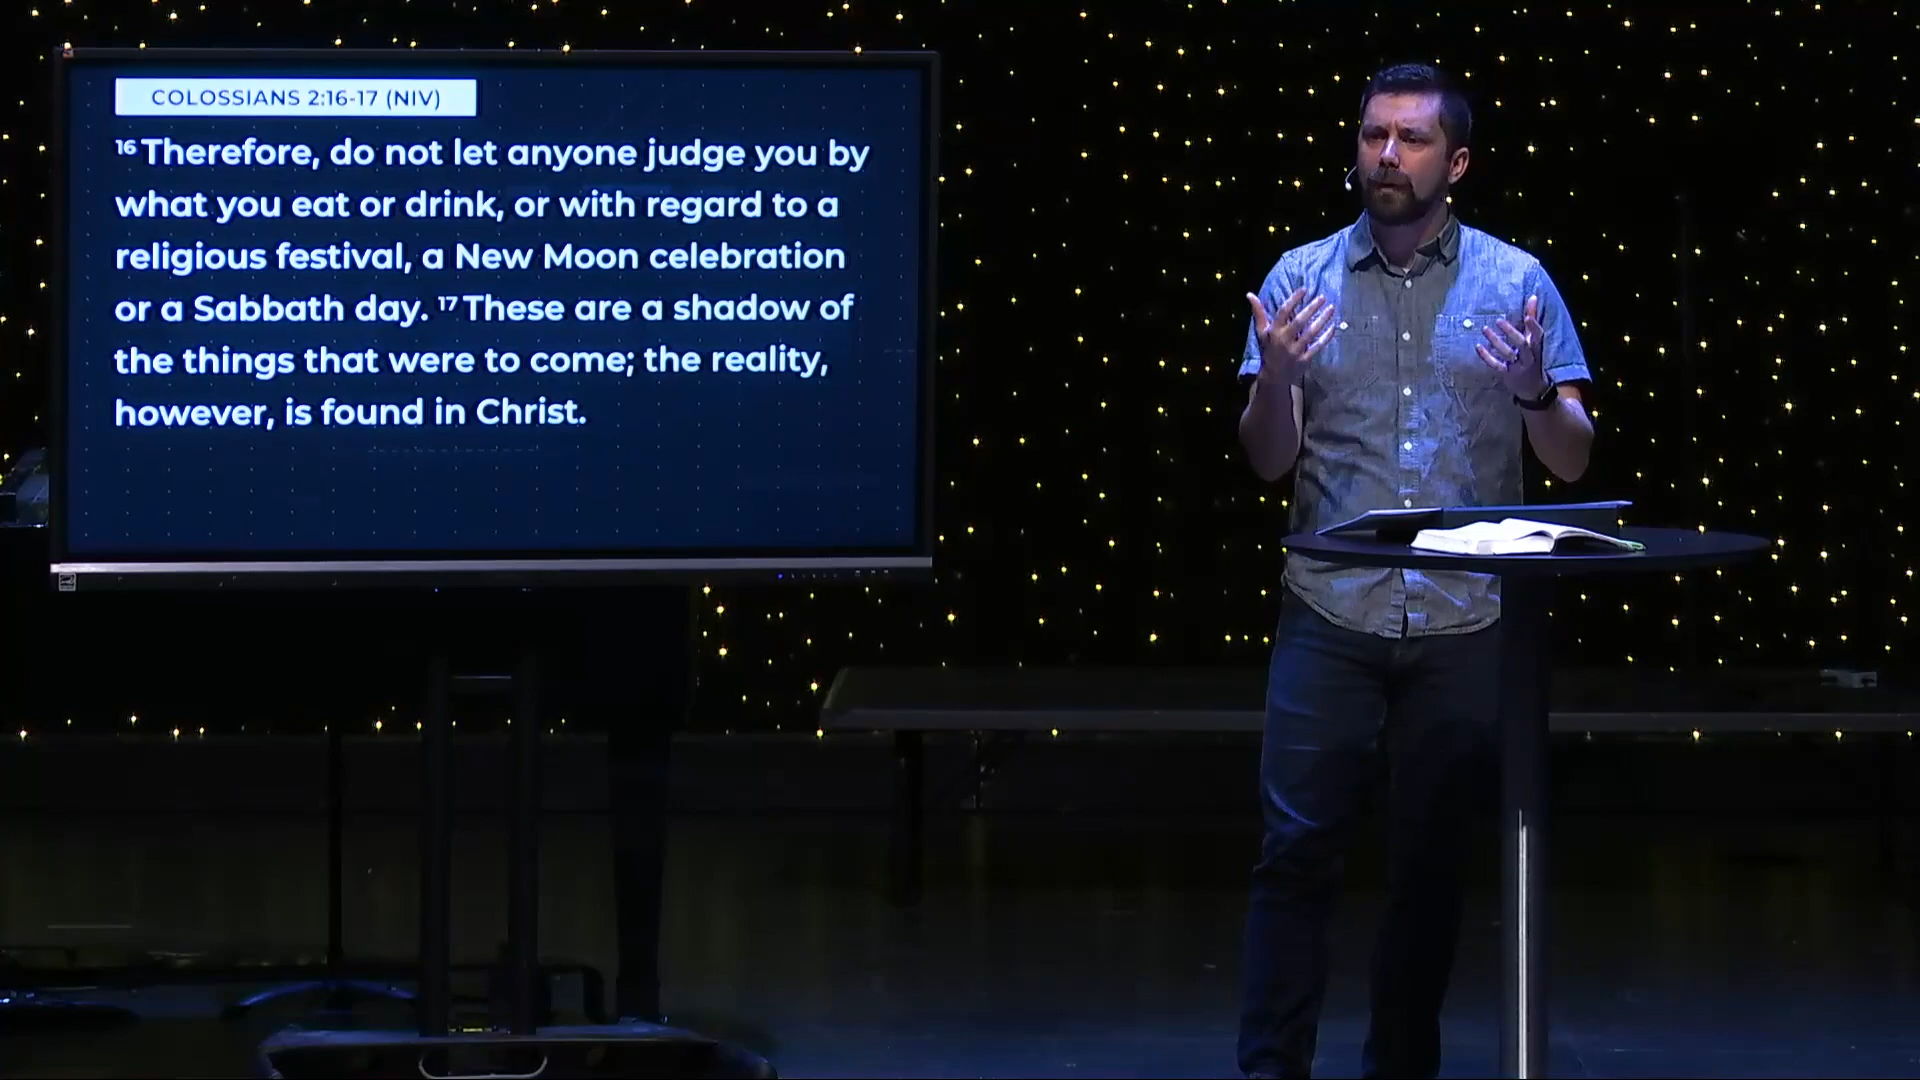 COLOSSIANS 2:16-17 (NIV)
16 Therefore, do not let anyone judge you by
what you eat or drink, or with regard to a
religious festival, a New Moon celebration
or a Sabbath day. 17 These are a shadow of
the things that were to come; the reality,
however, is found in Christ.